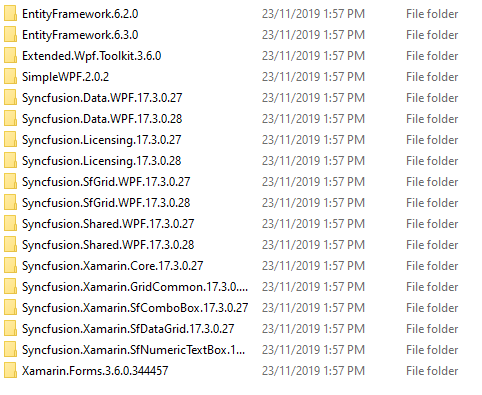 EntityFramework.6.2.0 23/11/2019 1:57 PM File folder
EntityFramework.6.3.0 23/11/2019 1:57 PM File folder
Extended.Wpf.Toolkit.3.6.0 23/11/2019 1:57 PM File folder
SimpleWPF.2.0.2 23/11/2019 1:57 PM File folder
Syncfusion.Data.WPF.17.3.0.27 23/11/2019 1:57 PM File folder
Syncfusion.Data.WPF.17.3.0.28 23/11/2019 1:57 PM File folder
Syncfusion.Licensing.17.3.0.27 23/11/2019 1:57 PM File folder
Syncfusion.Licensing.17.3.0.28 23/11/2019 1:57 PM File folder
Syncfusion.SfGrid.WPF.17.3.0.27 23/11/2019 1:57 PM File folder
Syncfusion.SfGrid.WPF.17.3.0.28 23/11/2019 1:57 PM File folder
Syncfusion.Shared.WPF.17.3.0.27 23/11/2019 1:57 PM File folder
Syncfusion.Shared.WPF.17.3.0.28 23/11/2019 1:57 PM File folder
Syncfusion.Xamarin.Core.17.3.0.27 23/11/2019 1:57 PM File folder
Syncfusion.Xamarin.GridCommon.17.3.0.... 23/11/2019 1:57 PM File folder
Syncfusion.Xamarin.SfComboBox.17.3.0.27 23/11/2019 1:57 PM File folder
Syncfusion.Xamarin.SfDataGrid.17.3.0.27 23/11/2019 1:57 PM File folder
Syncfusion.Xamarin.SfNumericTextBox.1... 23/11/2019 1:57 PM File folder
Xamarin.Forms.3.6.0.344457 23/11/2019 1:57 PM File folder